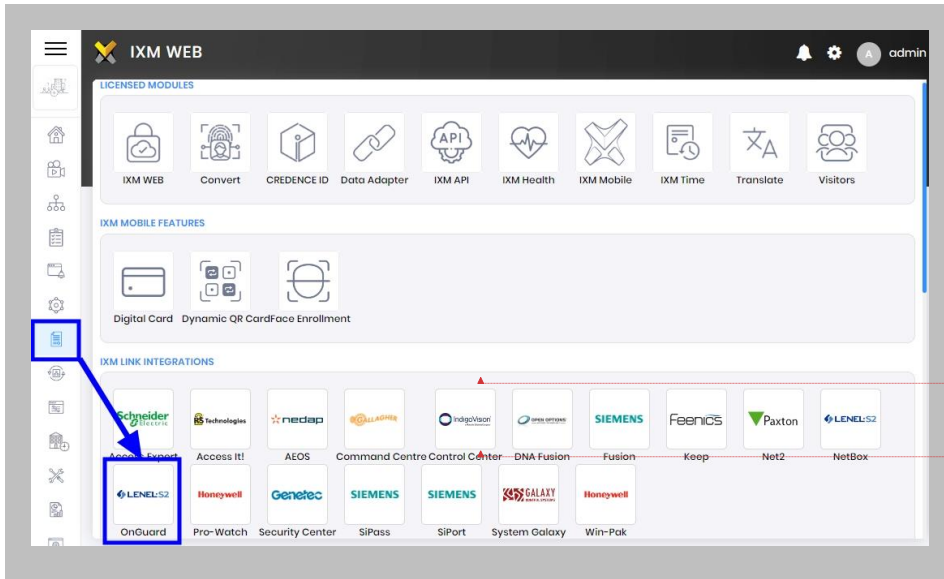 IXM WEB
A admin
LICENSED MODULES
API
IXM WEB Convert CREDENCE ID Data Adapter IXM API IXM Health IXM Mobile IXM Time Translate Visitors
IXM MOBILE FEATURES
Digital Card Dynamic QR Card Face Enrollment
IXM LINK INTEGRATIONS
Schneider Electric RS Technologies nedap GALLAGHER IndigoVision OPEN OPTIONS SIEMENS Feenics Paxton LENEL:S2
Access Expert Access It! AEOS Command Centre Control Center DNA Fusion Fusion Keep Net2 NetBox
LENEL:S2 Honeywell Genetec SIEMENS SIEMENS GALAXY Honeywell
OnGuard Pro-Watch Security Center SiPass SiPort System Galaxy Win-Pak